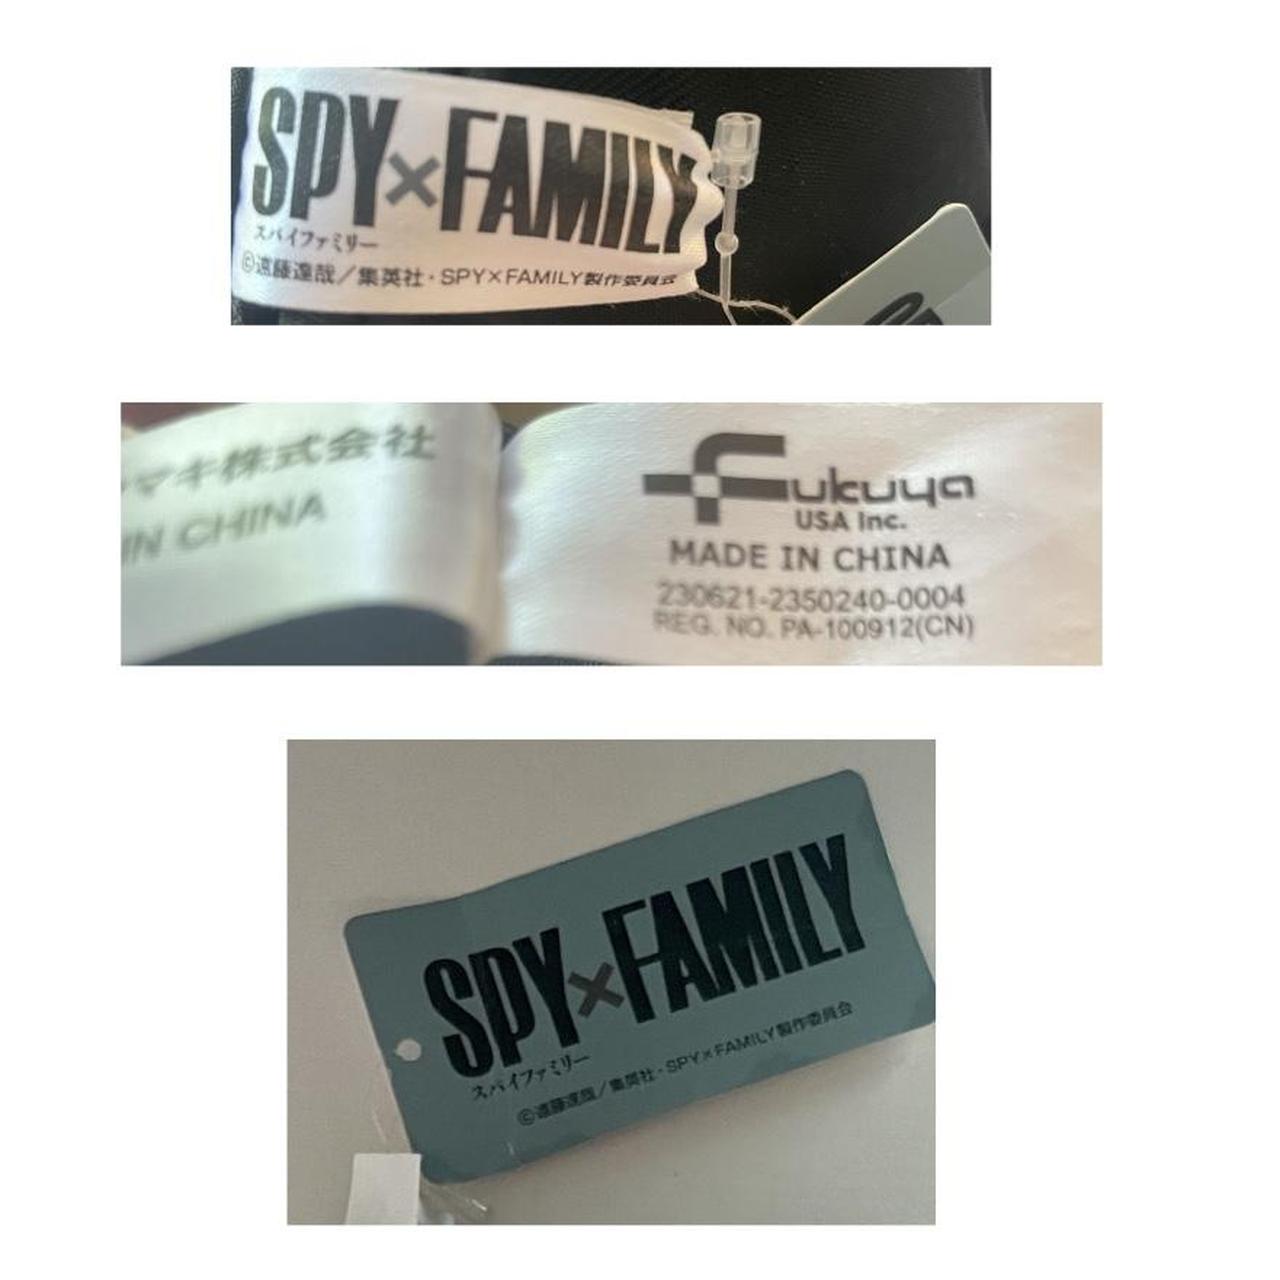 SPY×FAMILY
スパイファミリー
©遠藤達哉／集英社・SPY×FAMILY製作委員会
マキ株式会社
IN CHINA
Fukuya
USA Inc.
MADE IN CHINA
230621-2350240-0004
REG. NO. PA-100912(CN)
SPY×FAMILY
スパイファミリー
©遠藤達哉／集英社・SPY×FAMILY製作委員会